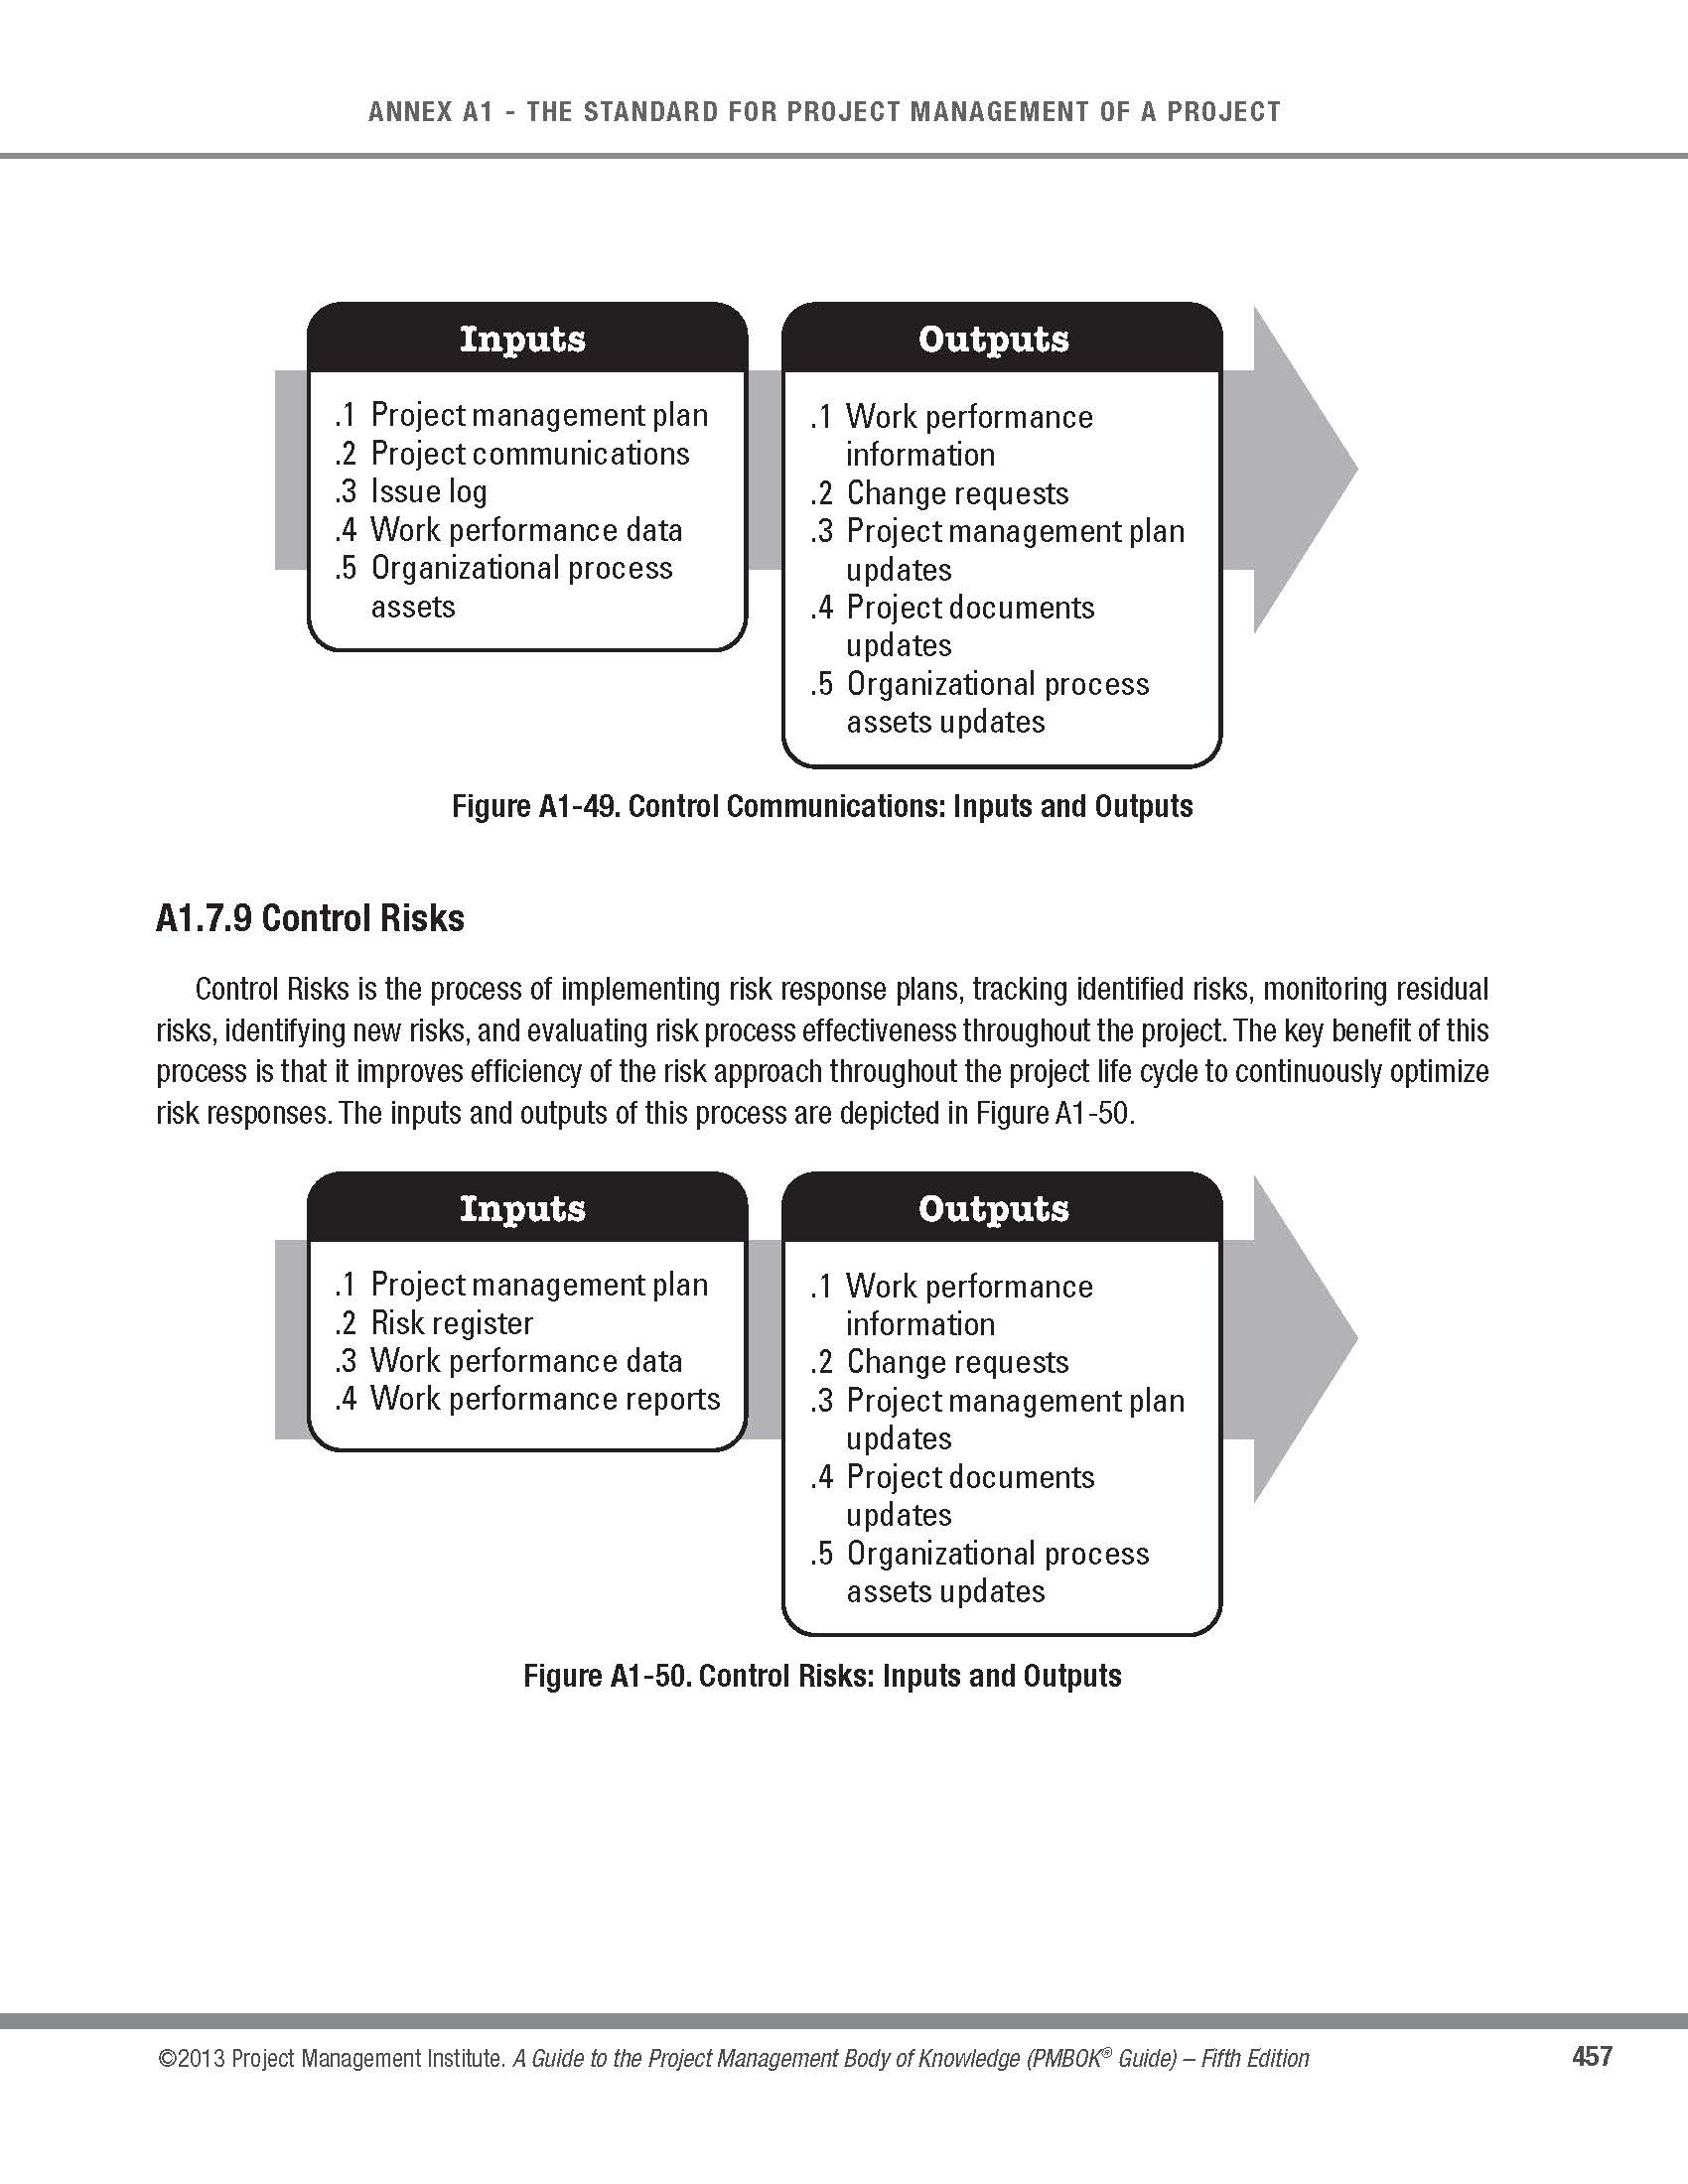 ANNEX A1 - THE STANDARD FOR PROJECT MANAGEMENT OF A PROJECT
Inputs
.1 Project management plan
.2 Project communications
.3 Issue log
.4 Work performance data
.5 Organizational process
assets
Outputs
.1 Work performance
information
.2 Change requests
.3 Project management plan
updates
.4 Project documents
updates
.5 Organizational process
assets updates
Figure A1-49. Control Communications: Inputs and Outputs
A1.7.9 Control Risks
Control Risks is the process of implementing risk response plans, tracking identified risks, monitoring residual
risks, identifying new risks, and evaluating risk process effectiveness throughout the project. The key benefit of this
process is that it improves efficiency of the risk approach throughout the project life cycle to continuously optimize
risk responses. The inputs and outputs of this process are depicted in Figure A1-50.
Inputs
.1 Project management plan
.2 Risk register
.3 Work performance data
.4 Work performance reports
Outputs
.1 Work performance
information
.2 Change requests
.3 Project management plan
updates
.4 Project documents
updates
.5 Organizational process
assets updates
Figure A1-50. Control Risks: Inputs and Outputs
©2013 Project Management Institute. A Guide to the Project Management Body of Knowledge (PMBOK® Guide) – Fifth Edition
457